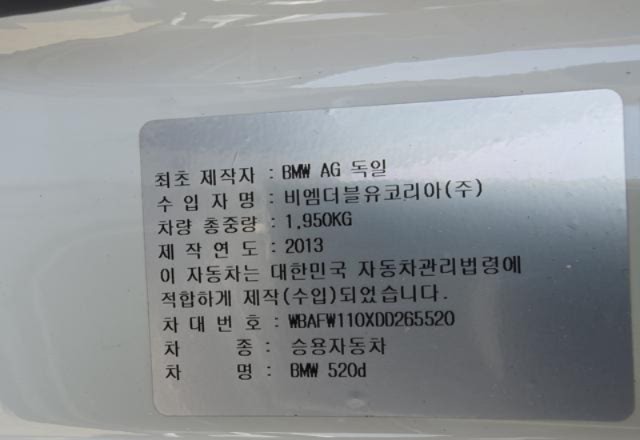 최초 제작자 : BMW AG 독일
수 입 자 명 : 비엠더블유코리아(주)
차량 총중량 : 1,950KG
제 작 연 도 : 2013
이 자동차는 대한민국 자동차관리법령에
적합하게 제작(수입)되었습니다.
차 대 번 호 : WBAFW110XDD265520
차 종 : 승용자동차
차 명 : BMW 520d